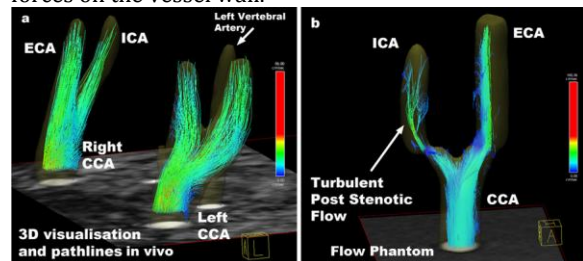 forces on the vessel wall.
a
ECA
ICA
Left Vertebral
Artery
Right
CCA
Left
CCA
3D visualisation
and pathlines in vivo
L
b
ICA
ECA
Turbulent
Post Stenotic
Flow
CCA
Flow Phantom
A